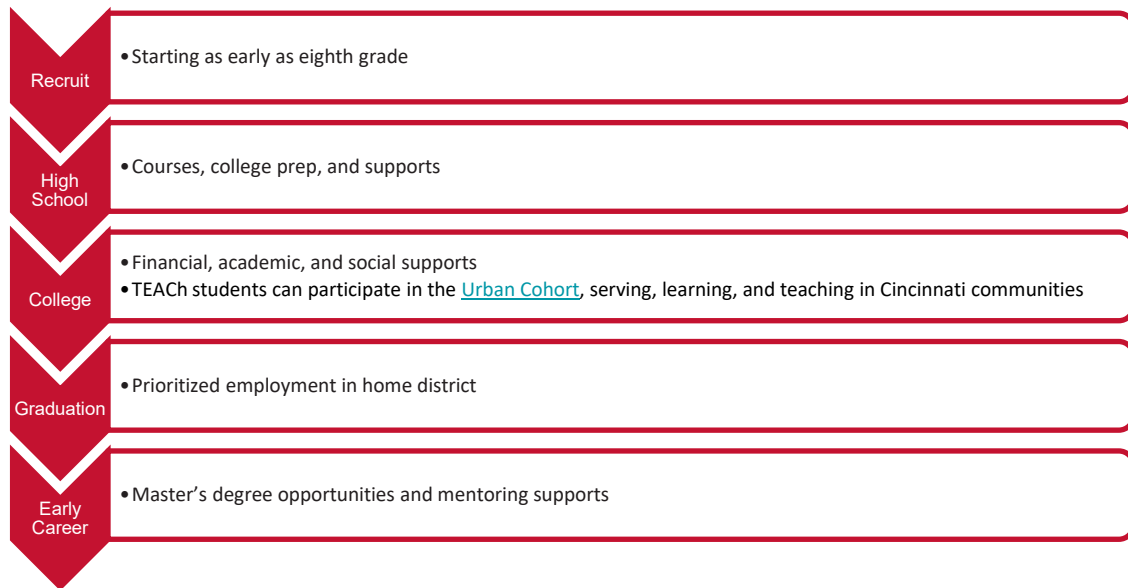 Recruit
•Starting as early as eighth grade
High
School
•Courses, college prep, and supports
College
•Financial, academic, and social supports
•TEACh students can participate in the Urban Cohort, serving, learning, and teaching in Cincinnati communities
Graduation
•Prioritized employment in home district
Early
Career
•Master’s degree opportunities and mentoring supports